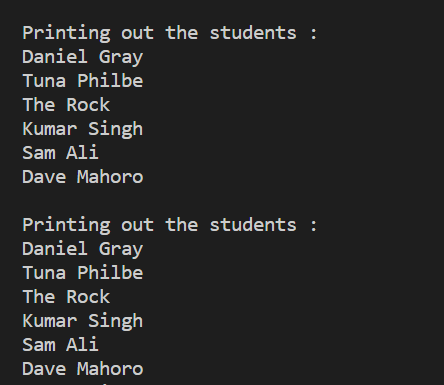 Printing out the students :
Daniel Gray
Tuna Philbe
The Rock
Kumar Singh
Sam Ali
Dave Mahoro
Printing out the students :
Daniel Gray
Tuna Philbe
The Rock
Kumar Singh
Sam Ali
Dave Mahoro